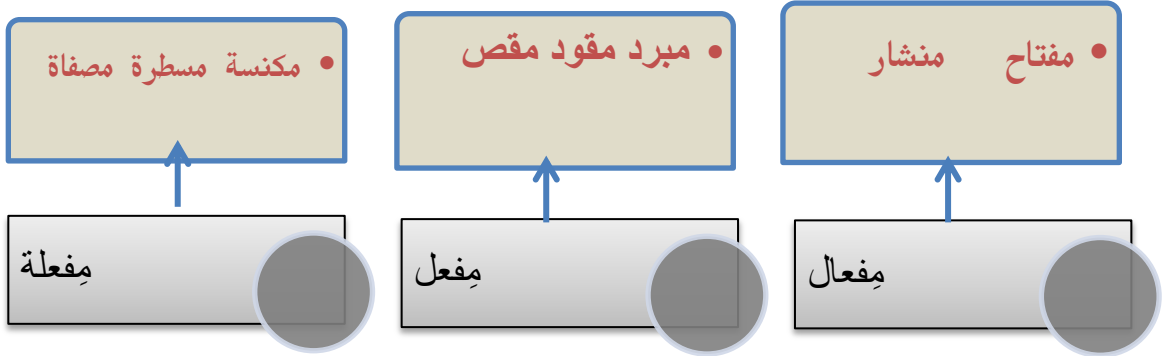 • مفتاح منشار
• مبرد مقود مقص
• مكنسة مسطرة مصفاة
مِفعال
مِفعل
مِفعلة